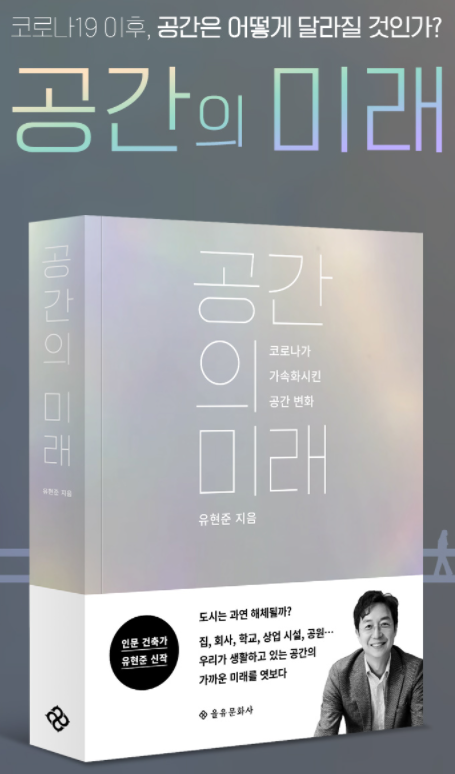 코로나19 이후, 공간은 어떻게 달라질 것인가?
공간의 미래
공간의 미래
유현준 지음
공간
의
미래
코로나가
가속화시킨
공간 변화
유현준 지음
인문 건축가
유현준 신작
도시는 과연 해체될까?
집, 회사, 학교, 상업 시설, 공원…
우리가 생활하고 있는 공간의
가까운 미래를 엿보다
을유문화사